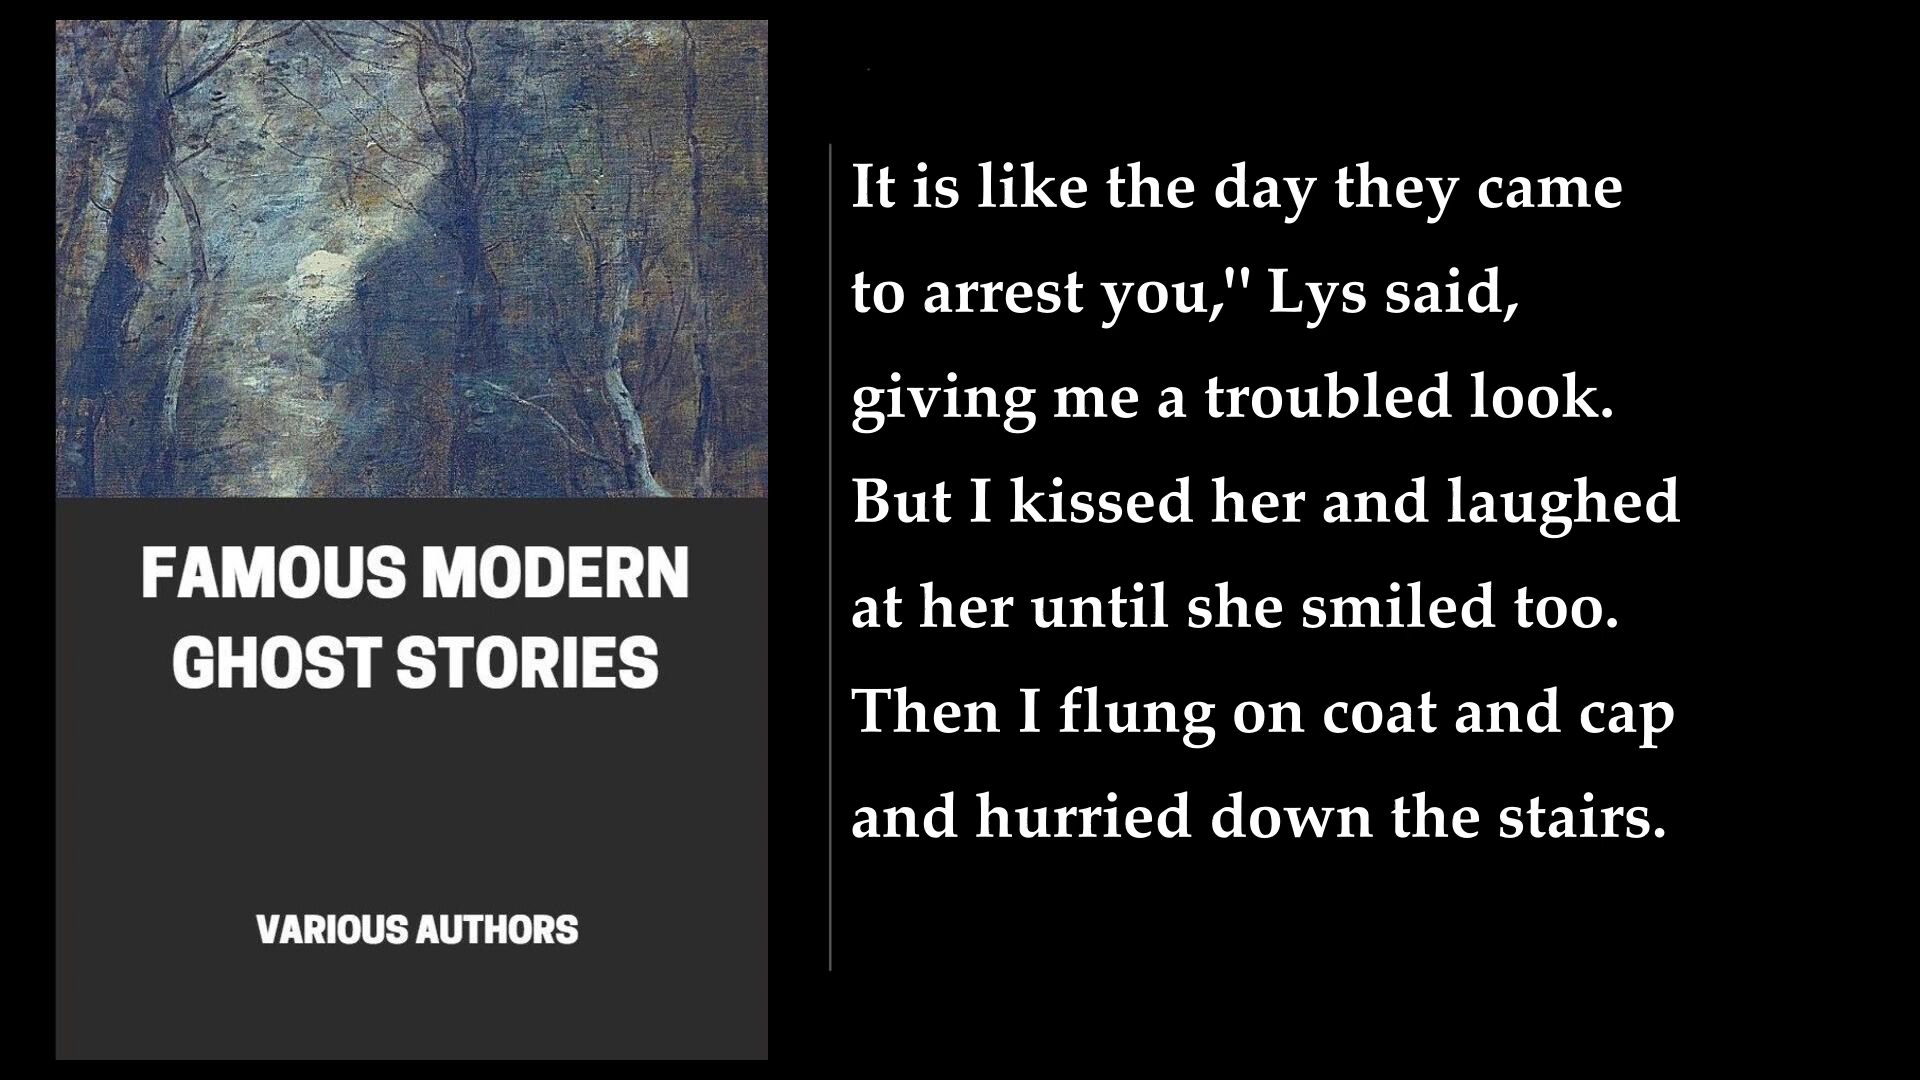 FAMOUS MODERN
GHOST STORIES
VARIOUS AUTHORS
It is like the day they came
to arrest you," Lys said,
giving me a troubled look.
But I kissed her and laughed
at her until she smiled too.
Then I flung on coat and cap
and hurried down the stairs.